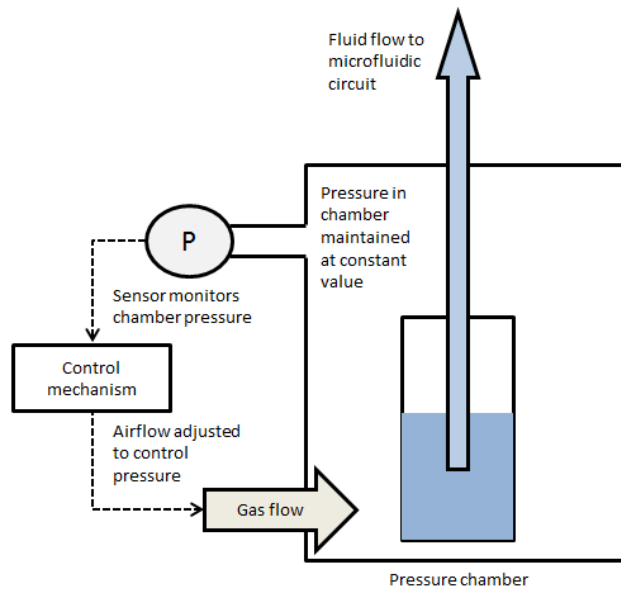 Fluid flow to
microfluidic
circuit
Pressure in
chamber
maintained
at constant
value
P
Sensor monitors
chamber pressure
Control
mechanism
Airflow adjusted
to control
pressure
Gas flow
Pressure chamber